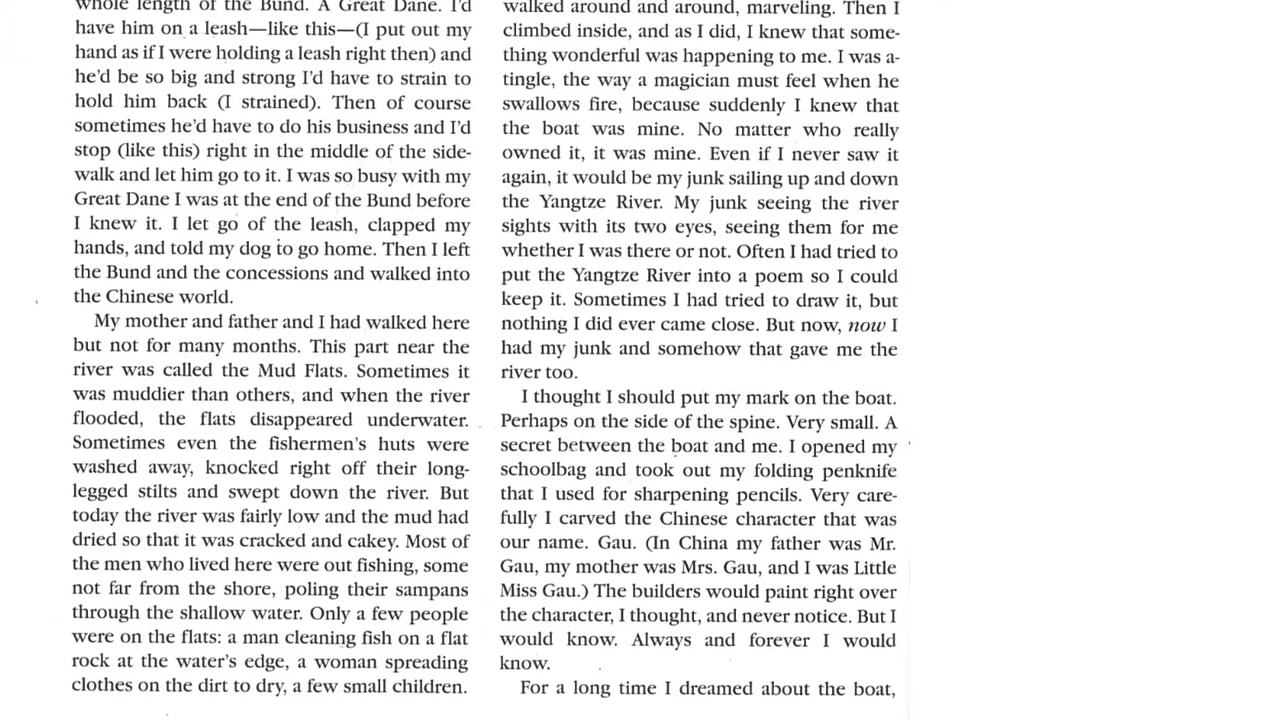 whole length of the Bund. A Great Dane. I'd
have him on a leash—like this—(I put out my
hand as if I were holding a leash right then) and
he'd be so big and strong I'd have to strain to
hold him back (I strained). Then of course
sometimes he'd have to do his business and I'd
stop (like this) right in the middle of the side-
walk and let him go to it. I was so busy with my
Great Dane I was at the end of the Bund before
I knew it. I let go of the leash, clapped my
hands, and told my dog to go home. Then I left
the Bund and the concessions and walked into
the Chinese world.
My mother and father and I had walked here
but not for many months. This part near the
river was called the Mud Flats. Sometimes it
was muddier than others, and when the river
flooded, the flats disappeared underwater.
Sometimes even the fishermen's huts were
washed away, knocked right off their long-
legged stilts and swept down the river. But
today the river was fairly low and the mud had
dried so that it was cracked and cakey. Most of
the men who lived here were out fishing, some
not far from the shore, poling their sampans
through the shallow water. Only a few people
were on the flats: a man cleaning fish on a flat
rock at the water's edge, a woman spreading
clothes on the dirt to dry, a few small children.
walked around and around, marveling. Then I
climbed inside, and as I did, I knew that some-
thing wonderful was happening to me. I was a-
tingle, the way a magician must feel when he
swallows fire, because suddenly I knew that
the boat was mine. No matter who really
owned it, it was mine. Even if I never saw it
again, it would be my junk sailing up and down
the Yangtze River. My junk seeing the river
sights with its two eyes, seeing them for me
whether I was there or not. Often I had tried to
put the Yangtze River into a poem so I could
keep it. Sometimes I had tried to draw it, but
nothing I did ever came close. But now, now I
had my junk and somehow that gave me the
river too.
I thought I should put my mark on the boat.
Perhaps on the side of the spine. Very small. A
secret between the boat and me. I opened my
schoolbag and took out my folding penknife
that I used for sharpening pencils. Very care-
fully I carved the Chinese character that was
our name. Gau. (In China my father was Mr.
Gau, my mother was Mrs. Gau, and I was Little
Miss Gau.) The builders would paint right over
the character, I thought, and never notice. But I
would know. Always and forever I would
know.
For a long time I dreamed about the boat,